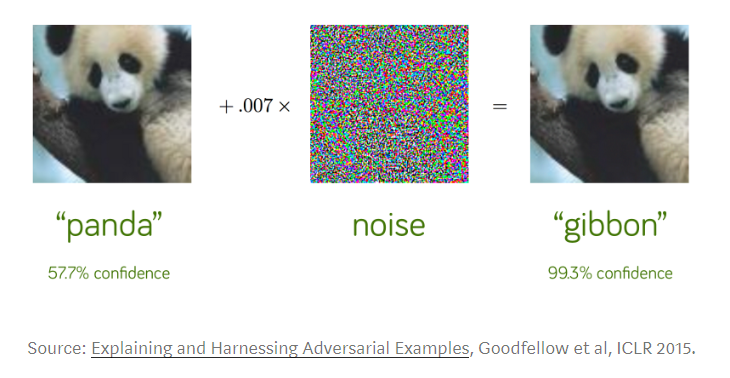 + .007 ×
=
“panda”
noise
“gibbon”
57.7% confidence
99.3% confidence
Source: Explaining and Harnessing Adversarial Examples, Goodfellow et al, ICLR 2015.